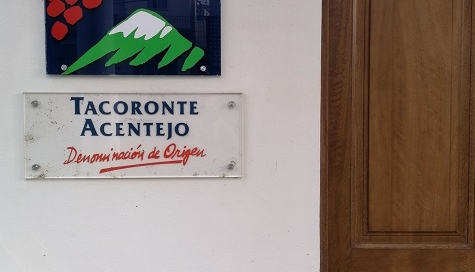 TACORONTE
ACENTEJO
Denominación de Origen